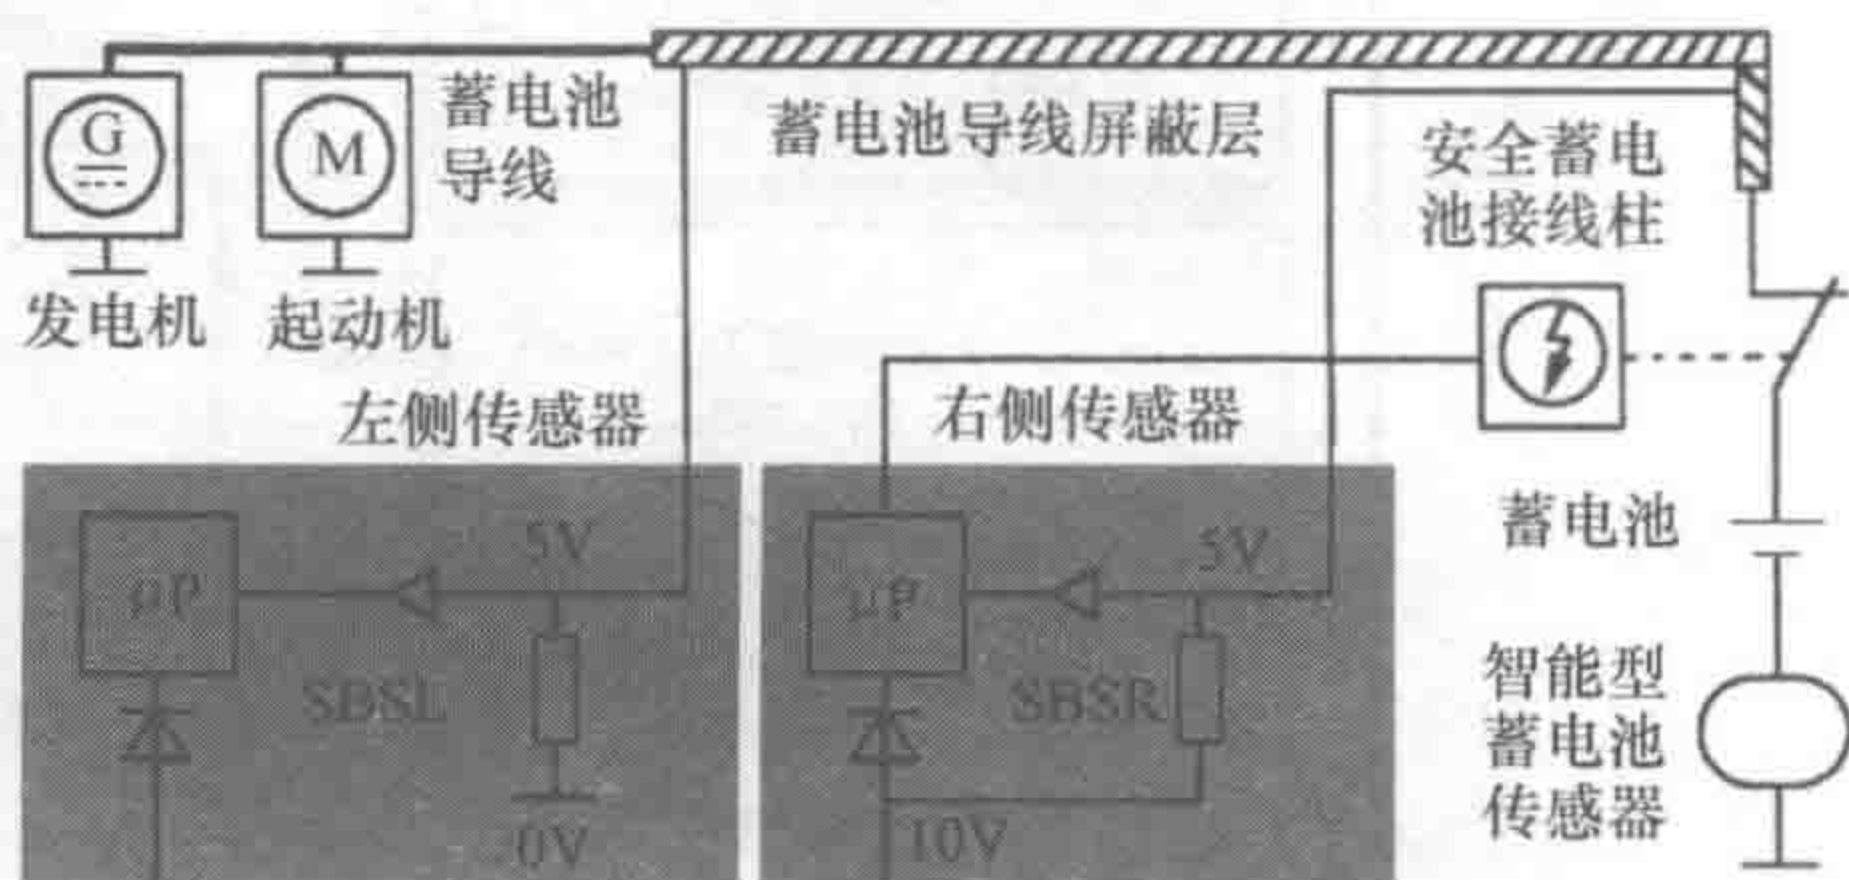 G
M
蓄电池
导线
蓄电池导线屏蔽层
安全蓄电
池接线柱
发电机
起动机
左侧传感器
右侧传感器
μP
5V
SBSL
0V
μP
5V
SBSR
10V
蓄电池
智能型
蓄电池
传感器